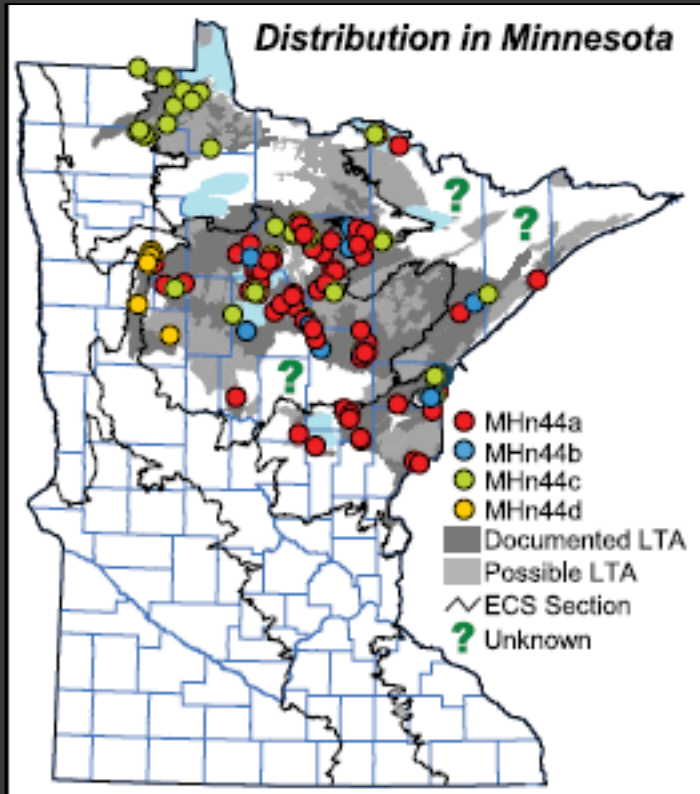 Distribution in Minnesota
?
?
?
MHn44a
MHn44b
MHn44c
MHn44d
Documented LTA
Possible LTA
ECS Section
? Unknown